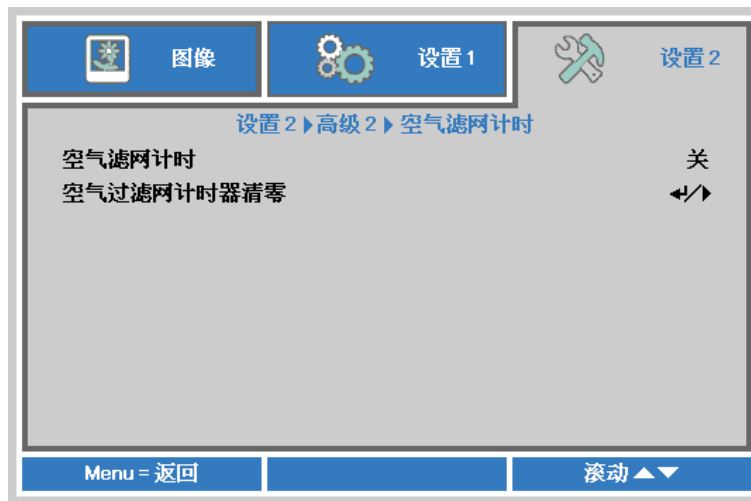 图像
设置 1
设置 2
设置 2 ▶ 高级 2 ▶ 空气滤网计时
空气滤网计时 关
空气过滤网计时器清零 ↵/▶
Menu = 返回
滚动 ▲▼